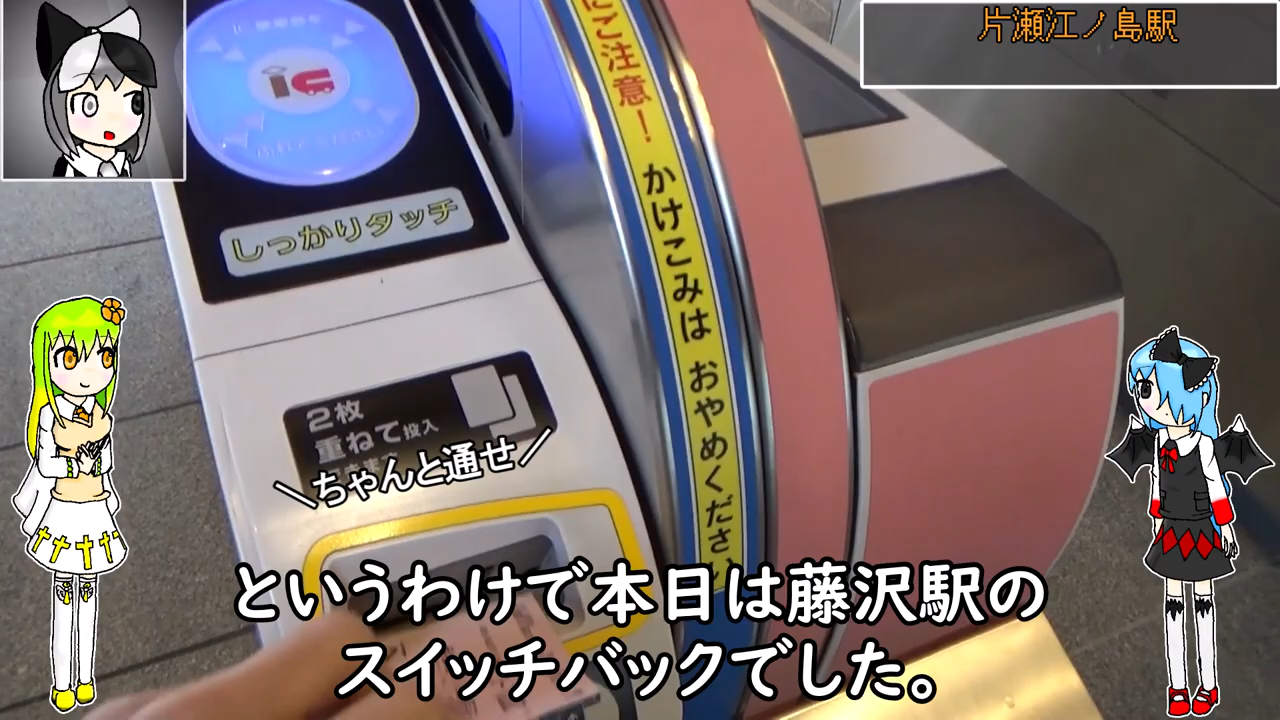 片瀬江ノ島駅
しっかりタッチ
にご注意! かけこみは おやめください
2枚
重ねて投入
\ちゃんと通せ/
というわけで本日は藤沢駅の
スイッチバックでした。